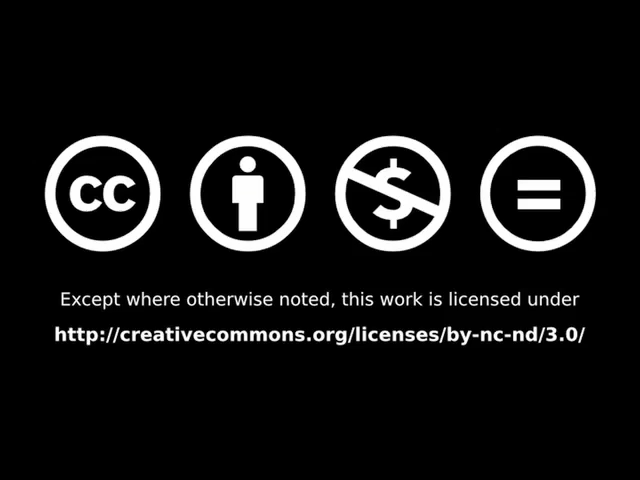 cc
$
=
Except where otherwise noted, this work is licensed under
http://creativecommons.org/licenses/by-nc-nd/3.0/